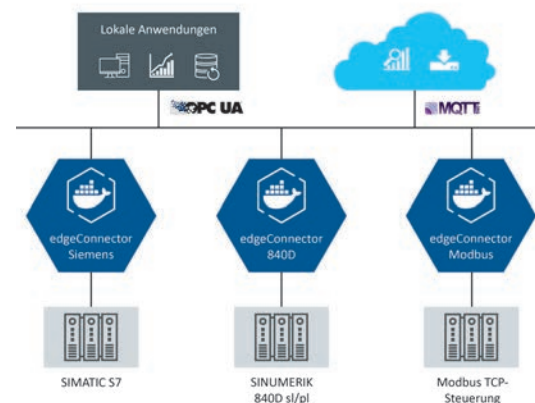 Lokale Anwendungen
OPC UA
MQTT
edgeConnector
Siemens
edgeConnector
840D
edgeConnector
Modbus
SIMATIC S7
SINUMERIK
840D sl/pl
Modbus TCP-
Steuerung